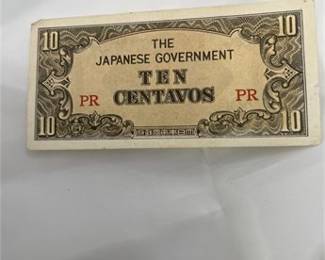 10 10
THE
JAPANESE GOVERNMENT
TEN
PR CENTAVOS PR
10 10